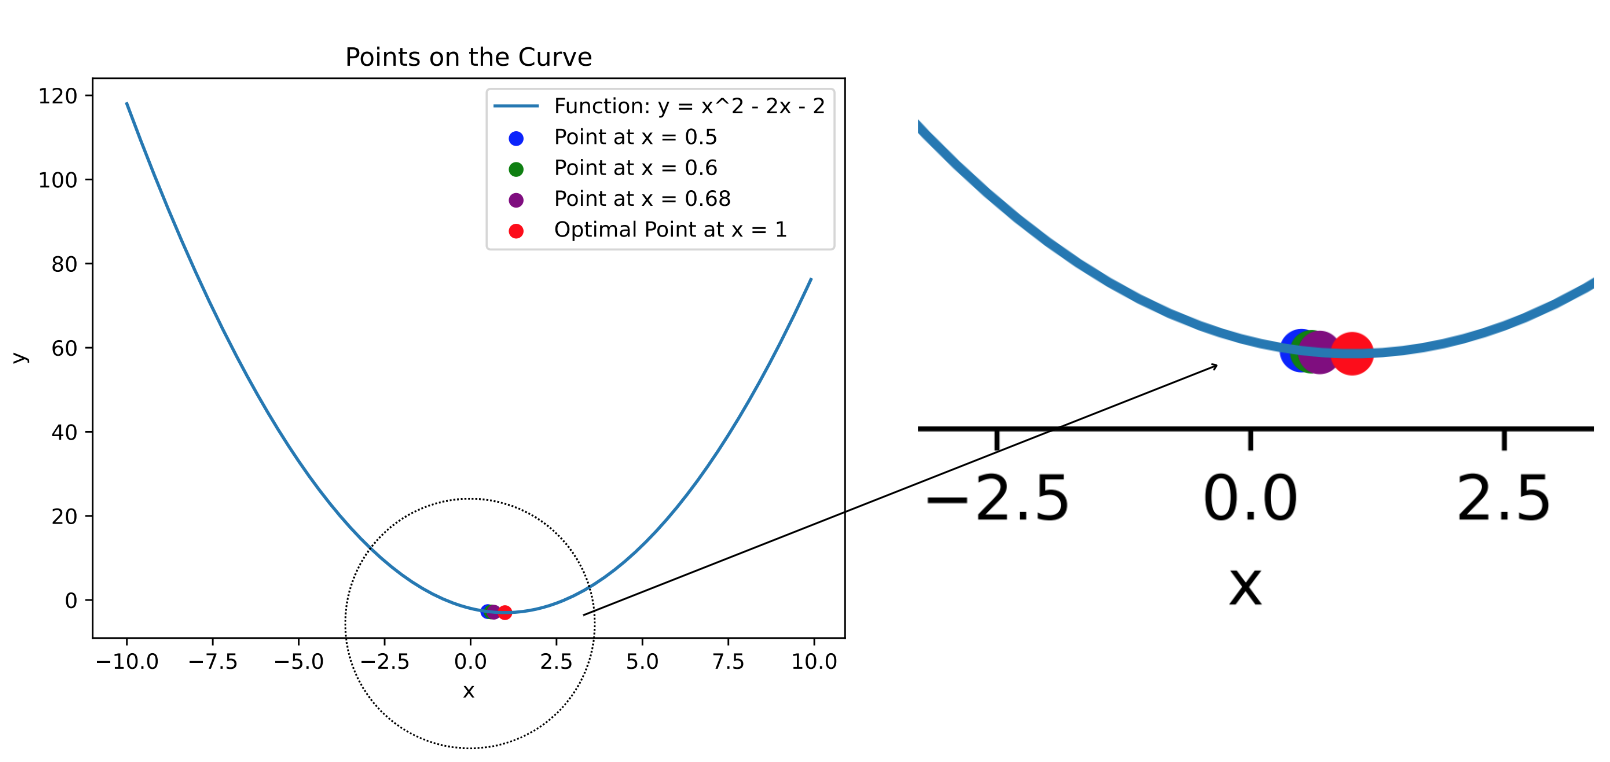 Points on the Curve
120
100
80
60
40
20
0
y
Function: y = x^2 - 2x - 2
Point at x = 0.5
Point at x = 0.6
Point at x = 0.68
Optimal Point at x = 1
−10.0 −7.5 −5.0 −2.5 0.0 2.5 5.0 7.5 10.0
x
−2.5 0.0 2.5
x